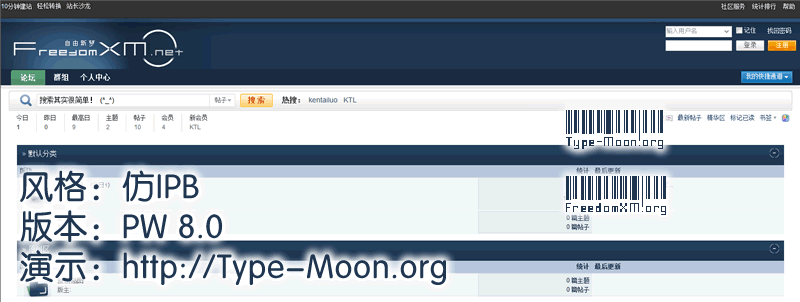 10分钟建站 轻松转换 站长沙龙 社区服务 统计排行 帮助
自由新梦
FreedomXM.net
输入用户名 记住 找回密码
登录 注册
论坛 群组 个人中心 我的快捷通道
搜索其实很简单! (*_*) 帖子 搜索 热搜: kentailuo KTL
今日 昨日 最高日 主题 帖子 会员 新会员
1 0 9 2 10 4 KTL
最新帖子 精华区 标记已读 书签
Type-Moon.org
» 默认分类
统计 最后更新
FreedomXM.org
0 篇主题
0 篇帖子
风格：仿IPB
版本：PW 8.0
演示：http://Type-Moon.org
统计 最后更新
版主:
0 篇主题
0 篇帖子